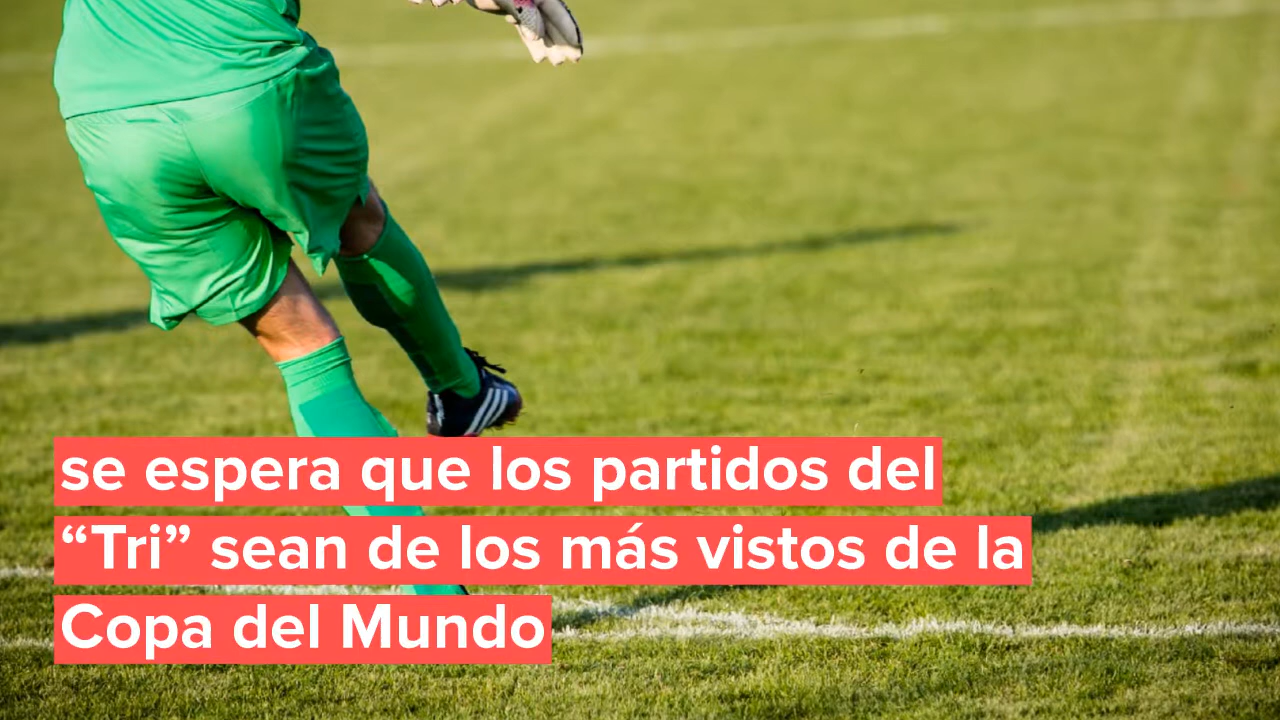 se espera que los partidos del
“Tri” sean de los más vistos de la
Copa del Mundo